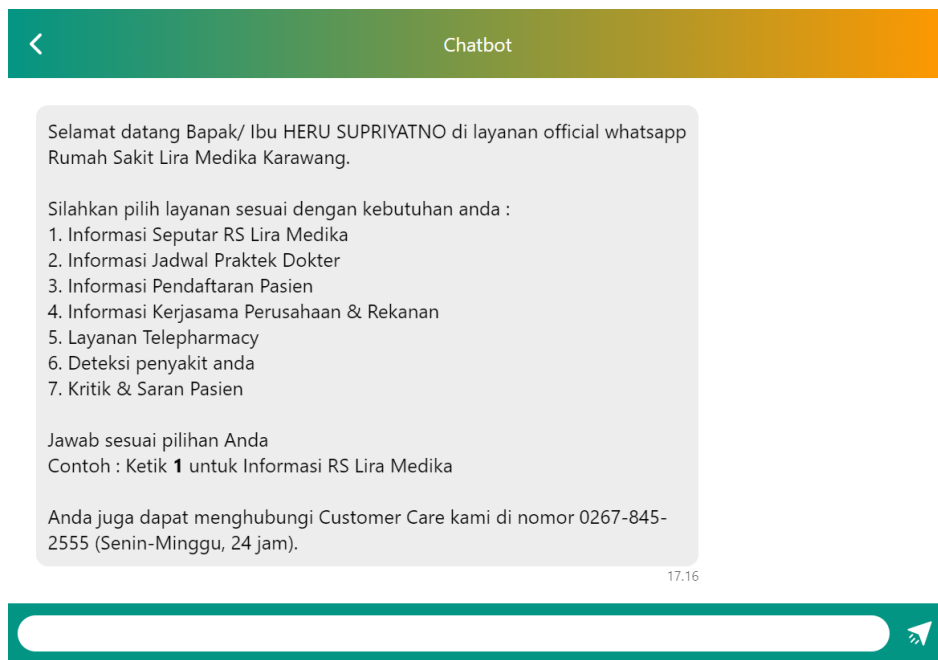 Chatbot
Selamat datang Bapak/ Ibu HERU SUPRIYATNO di layanan official whatsapp
Rumah Sakit Lira Medika Karawang.
Silahkan pilih layanan sesuai dengan kebutuhan anda :
1. Informasi Seputar RS Lira Medika
2. Informasi Jadwal Praktek Dokter
3. Informasi Pendaftaran Pasien
4. Informasi Kerjasama Perusahaan & Rekanan
5. Layanan Telepharmacy
6. Deteksi penyakit anda
7. Kritik & Saran Pasien
Jawab sesuai pilihan Anda
Contoh : Ketik 1 untuk Informasi RS Lira Medika
Anda juga dapat menghubungi Customer Care kami di nomor 0267-845-
2555 (Senin-Minggu, 24 jam).
17.16